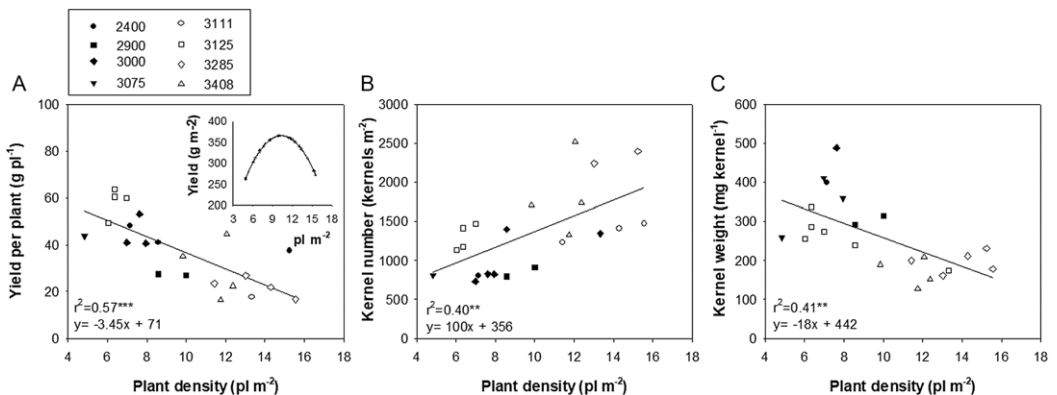 2400 3111
2900 3125
3000 3285
3075 3408
A
100
80
60
40
20
0
Yield per plant (g pl-1)
4 6 8 10 12 14 16 18
Plant density (pl m-2)
r2=0.57***
y= -3.45x + 71
400
350
300
250
200
Yield (g m-2)
3 6 9 12 15 18
pl m-2
B
3000
2500
2000
1500
1000
500
0
Kernel number (kernels m-2)
r2=0.40**
y= 100x + 356
4 6 8 10 12 14 16 18
Plant density (pl m-2)
C
600
500
400
300
200
100
0
Kernel weight (mg kernel-1)
r2=0.41**
y= -18x + 442
4 6 8 10 12 14 16 18
Plant density (pl m-2)